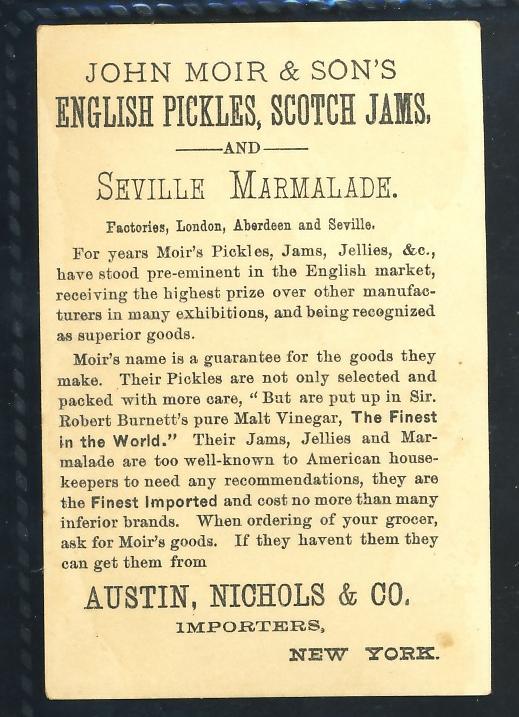 JOHN MOIR & SON'S
ENGLISH PICKLES, SCOTCH JAMS,
AND
SEVILLE MARMALADE.
Factories, London, Aberdeen and Seville.
For years Moir's Pickles, Jams, Jellies, &c.,
have stood pre-eminent in the English market,
receiving the highest prize over other manufac-
turers in many exhibitions, and being recognized
as superior goods.
Moir's name is a guarantee for the goods they
make. Their Pickles are not only selected and
packed with more care, "But are put up in Sir.
Robert Burnett's pure Malt Vinegar, The Finest
in the World." Their Jams, Jellies and Mar-
malade are too well-known to American house-
keepers to need any recommendations, they are
the Finest Imported and cost no more than many
inferior brands. When ordering of your grocer,
ask for Moir's goods. If they havent them they
can get them from
AUSTIN, NICHOLS & CO.
IMPORTERS,
NEW YORK.